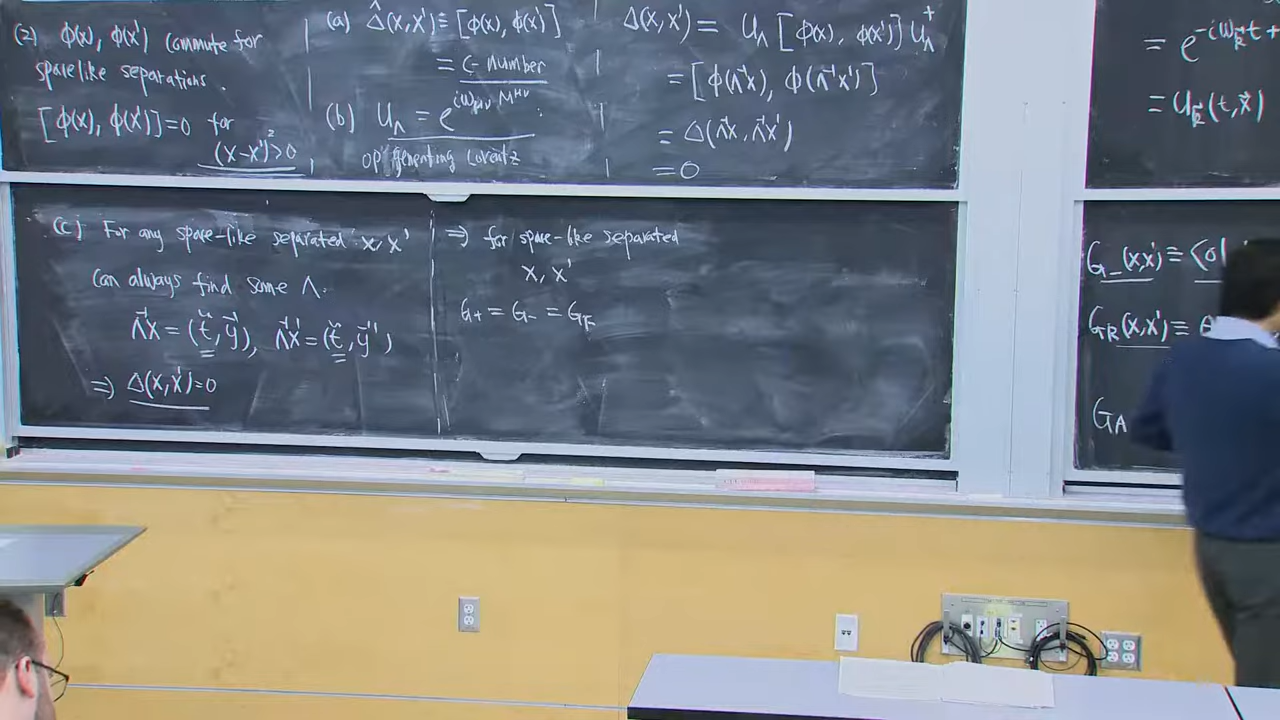 (2) φ(x), φ(x') commute for
spacelike separations.
[φ(x), φ(x')]=0 for
(x-x')²>0
(a) Δ̂(x,x') ≡ [φ(x), φ(x')]
= c-number
(b) U_Λ = e^{iω_{μν} M^{μν}}
op generating Lorentz
Δ(x,x') = U_Λ [φ(x), φ(x')] U_Λ^†
= [φ(Λ⁻¹x), φ(Λ⁻¹x')]
= Δ(Λ⁻¹x, Λ⁻¹x')
= 0
(c) For any space-like separated x, x'
can always find some Λ.
Λ⁻¹x = (t̃, y⃗), Λ⁻¹x' = (t̃, y⃗')
⇒ Δ(x,x')=0
⇒ for space-like separated
x, x'
G₊ = G₋ = G_F
= e^{-iω_k⃗ t +
= u_k⃗(t, x⃗)
G₋(x,x') ≡ <0|
G_R(x,x') ≡ θ
G_A